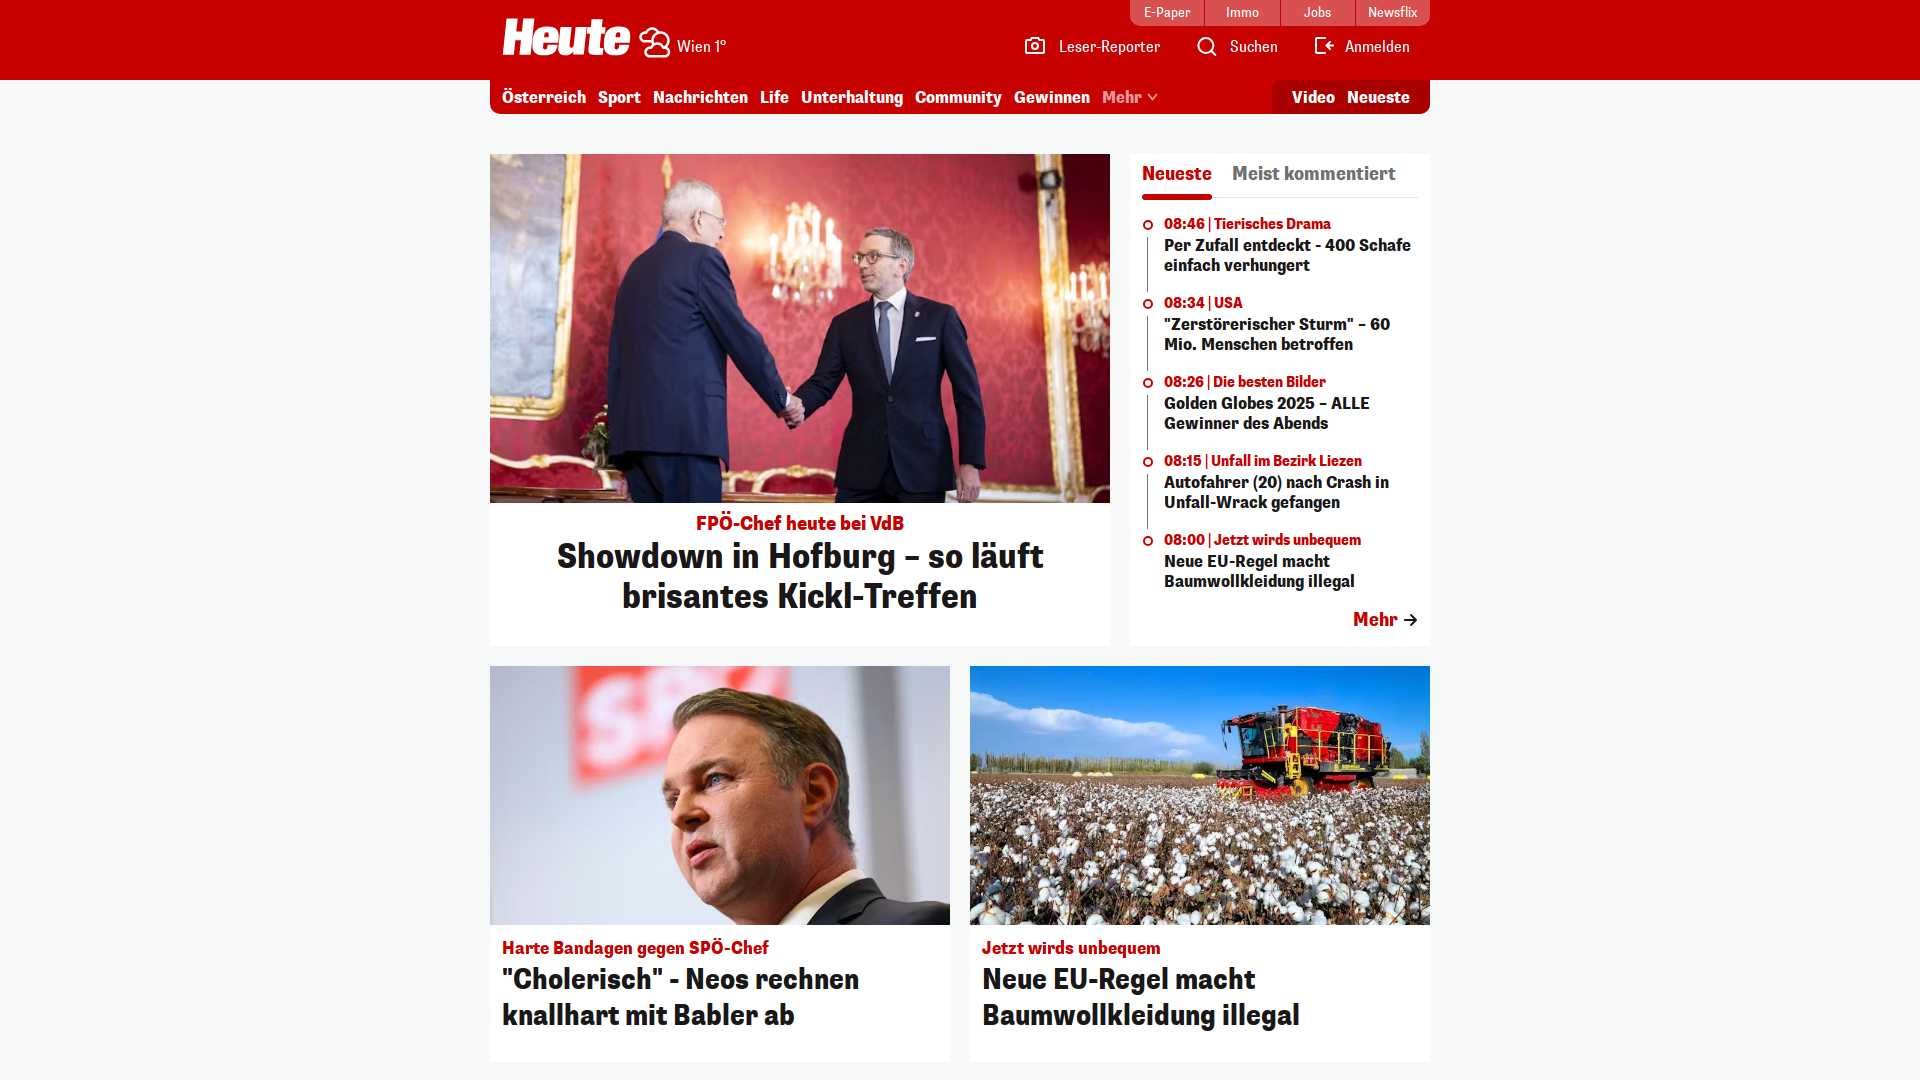 E-Paper
Immo
Jobs
Newsflix
Heute
Wien 1°
Leser-Reporter
Suchen
Anmelden
Österreich
Sport
Nachrichten
Life
Unterhaltung
Community
Gewinnen
Mehr
Video
Neueste
FPÖ-Chef heute bei VdB
Showdown in Hofburg – so läuft
brisantes Kickl-Treffen
Neueste
Meist kommentiert
08:46 | Tierisches Drama
Per Zufall entdeckt - 400 Schafe
einfach verhungert
08:34 | USA
"Zerstörerischer Sturm" – 60
Mio. Menschen betroffen
08:26 | Die besten Bilder
Golden Globes 2025 – ALLE
Gewinner des Abends
08:15 | Unfall im Bezirk Liezen
Autofahrer (20) nach Crash in
Unfall-Wrack gefangen
08:00 | Jetzt wirds unbequem
Neue EU-Regel macht
Baumwollkleidung illegal
Mehr
SPÖ
Harte Bandagen gegen SPÖ-Chef
"Cholerisch" - Neos rechnen
knallhart mit Babler ab
Jetzt wirds unbequem
Neue EU-Regel macht
Baumwollkleidung illegal